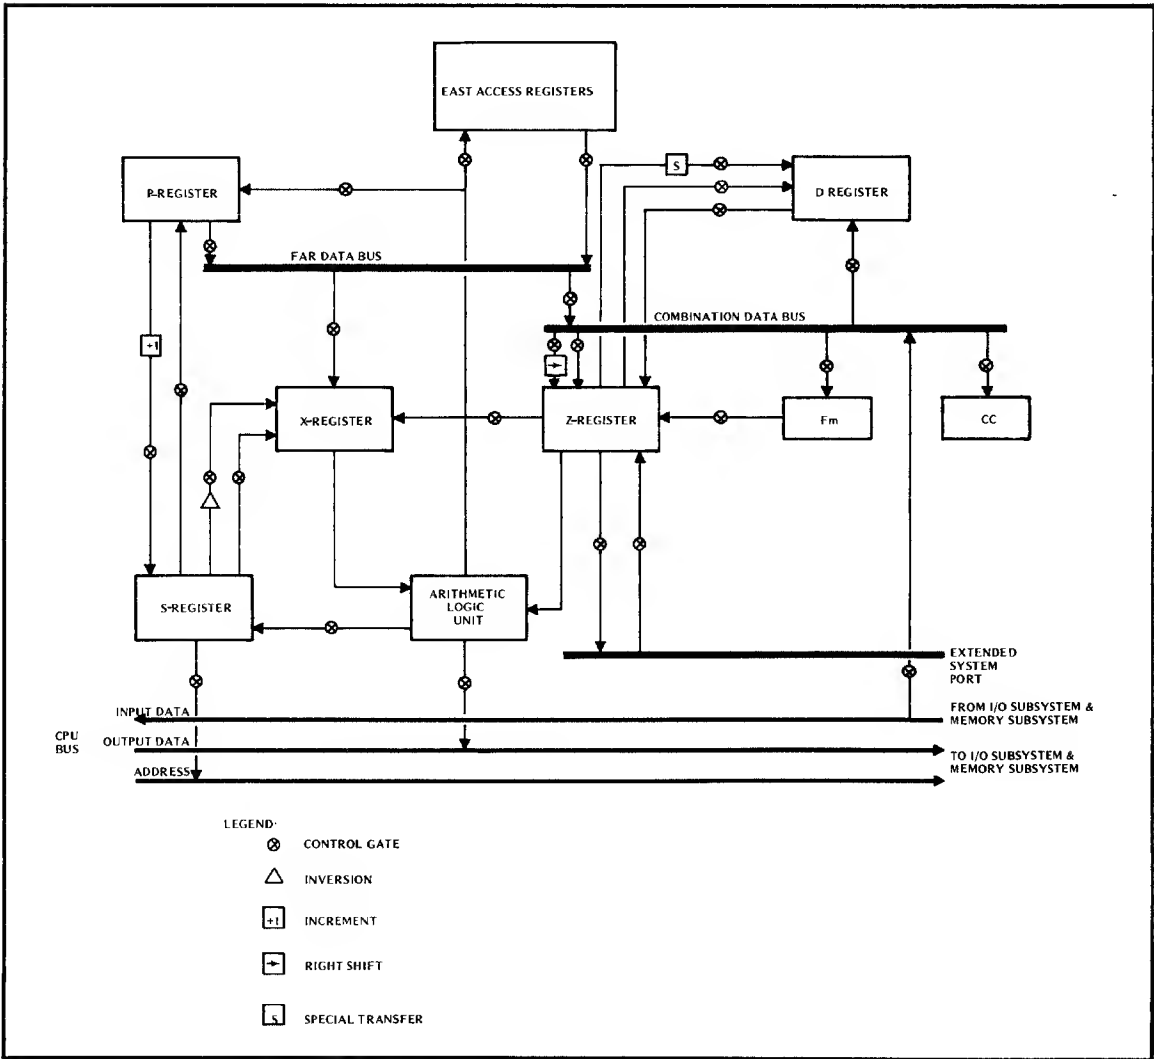 EAST ACCESS REGISTERS
P-REGISTER
S
D REGISTER
FAR DATA BUS
COMBINATION DATA BUS
+1
X-REGISTER
Z-REGISTER
Fm
CC
S-REGISTER
ARITHMETIC
LOGIC
UNIT
EXTENDED
SYSTEM
PORT
INPUT DATA
FROM I/O SUBSYSTEM &
MEMORY SUBSYSTEM
CPU
BUS
OUTPUT DATA
TO I/O SUBSYSTEM &
MEMORY SUBSYSTEM
ADDRESS
LEGEND:
CONTROL GATE
INVERSION
+1 INCREMENT
RIGHT SHIFT
S SPECIAL TRANSFER